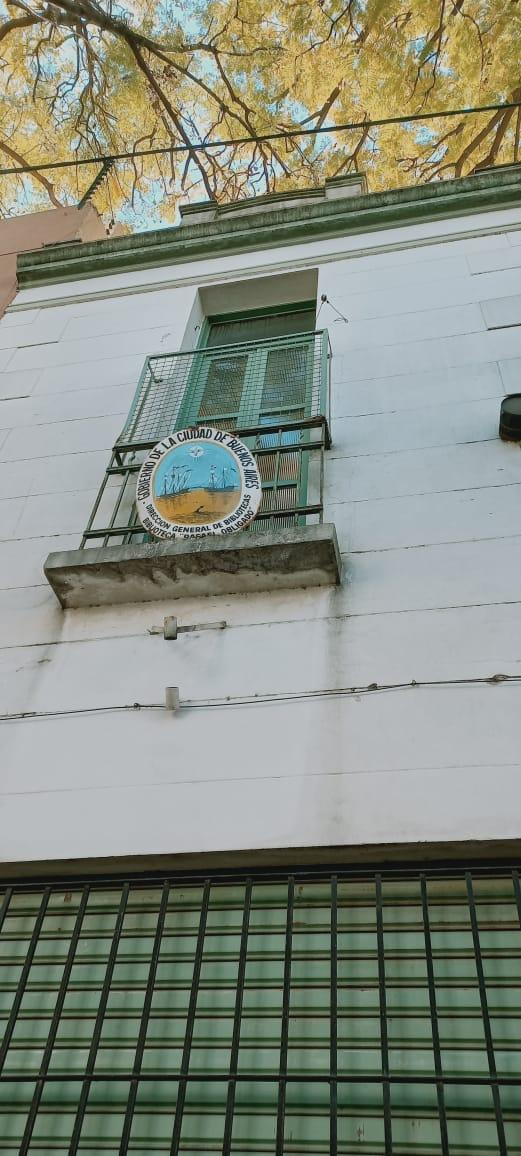 GOBIERNO DE LA CIUDAD DE BUENOS AIRES
DIRECCION GENERAL DE BIBLIOTECAS
BIBLIOTECA "RAFAEL OBLIGADO"